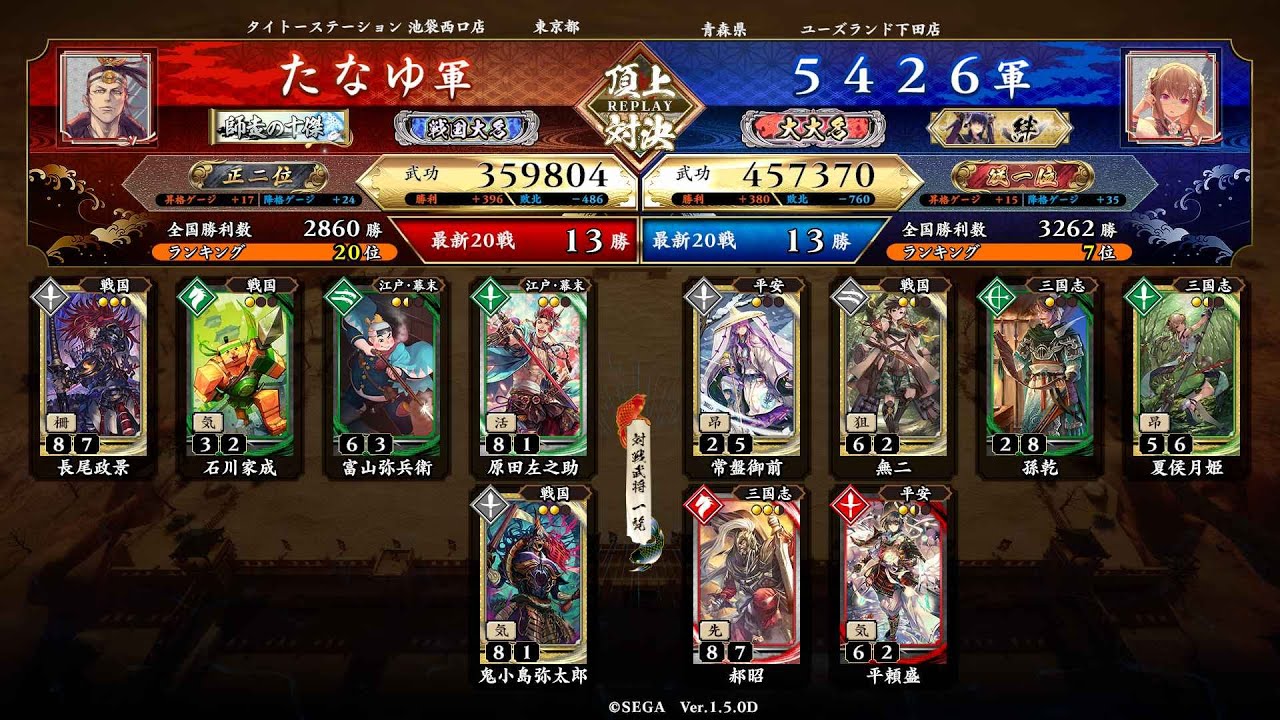 タイトーステーション 池袋西口店 東京都
青森県 ユーズランド下田店
たなゆ軍
頂上
REPLAY
対決
5426軍
師走の十傑
戦国大名
大大名
絆
正二位
武功 359804
勝利 +396 敗北 -486
武功 457370
勝利 +380 敗北 -760
従一位
昇格ゲージ +17 降格ゲージ +24
昇格ゲージ +15 降格ゲージ +35
全国勝利数 2860勝
ランキング 20位
最新20戦 13勝
最新20戦 13勝
全国勝利数 3262勝
ランキング 7位
戦国
柵
8 7
長尾政景
戦国
気
3 2
石川家成
江戸・幕末
6 3
富山弥兵衛
江戸・幕末
活
8 1
原田左之助
平安
昂
2 5
常盤御前
戦国
狙
6 2
無二
三国志
2 8
孫乾
三国志
昂
5 6
夏侯月姫
対戦武将一覧
戦国
気
8 1
鬼小島弥太郎
三国志
先
8 7
郝昭
平安
気
6 2
平頼盛
©SEGA Ver.1.5.0D